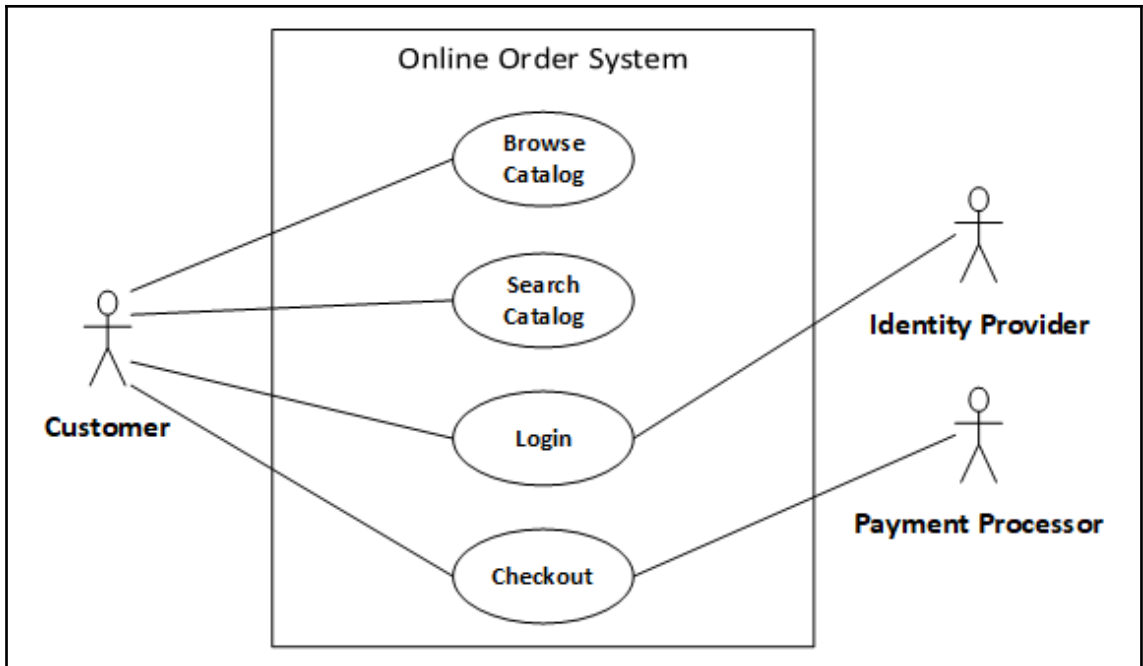 Online Order System
Browse
Catalog
Search
Catalog
Identity Provider
Customer
Login
Payment Processor
Checkout